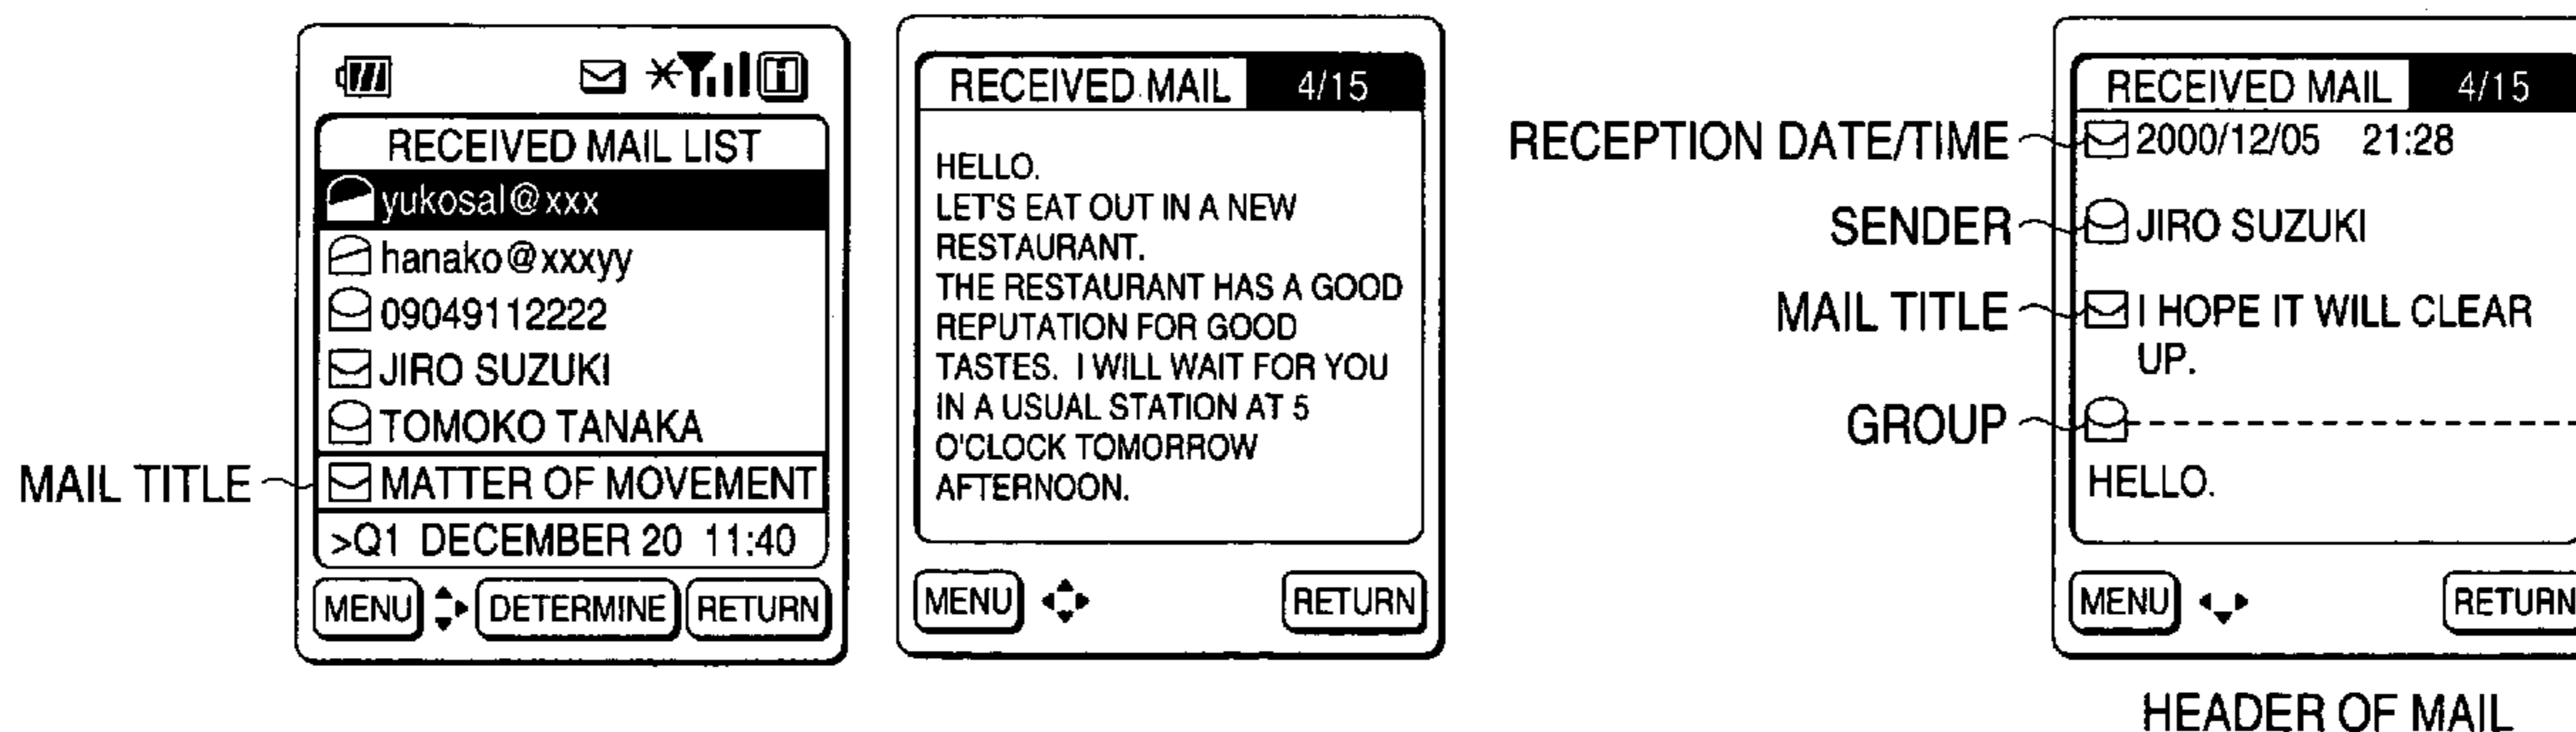 MAIL TITLE
RECEIVED MAIL LIST
yukosal@xxx
hanako@xxxyy
09049112222
JIRO SUZUKI
TOMOKO TANAKA
MATTER OF MOVEMENT
>Q1 DECEMBER 20 11:40
MENU DETERMINE RETURN
RECEIVED MAIL 4/15
HELLO.
LET'S EAT OUT IN A NEW
RESTAURANT.
THE RESTAURANT HAS A GOOD
REPUTATION FOR GOOD
TASTES. I WILL WAIT FOR YOU
IN A USUAL STATION AT 5
O'CLOCK TOMORROW
AFTERNOON.
MENU RETURN
RECEIVED MAIL 4/15
RECEPTION DATE/TIME 2000/12/05 21:28
SENDER JIRO SUZUKI
MAIL TITLE I HOPE IT WILL CLEAR
UP.
GROUP
HELLO.
MENU RETURN
HEADER OF MAIL